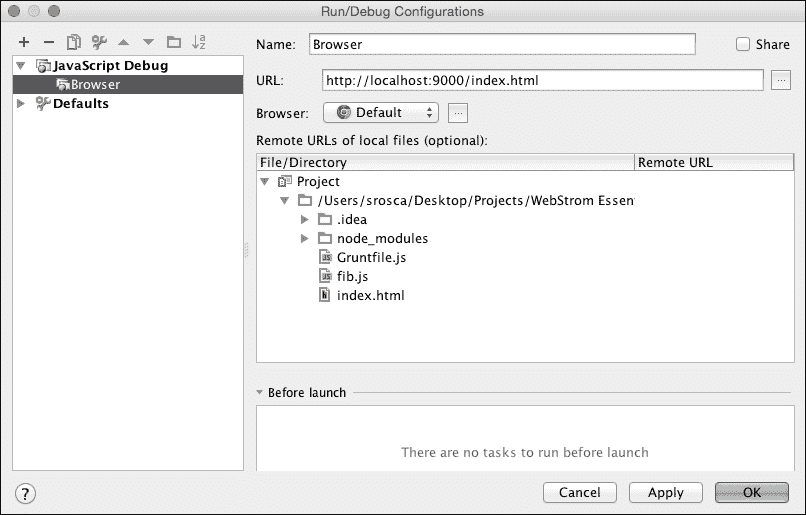 Run/Debug Configurations
JavaScript Debug
Browser
Defaults
Name: Browser
Share
URL: http://localhost:9000/index.html
Browser: Default
Remote URLs of local files (optional):
File/Directory Remote URL
Project
/Users/srosca/Desktop/Projects/WebStrom Essen
.idea
node_modules
Gruntfile.js
fib.js
index.html
Before launch
There are no tasks to run before launch
? Cancel Apply OK